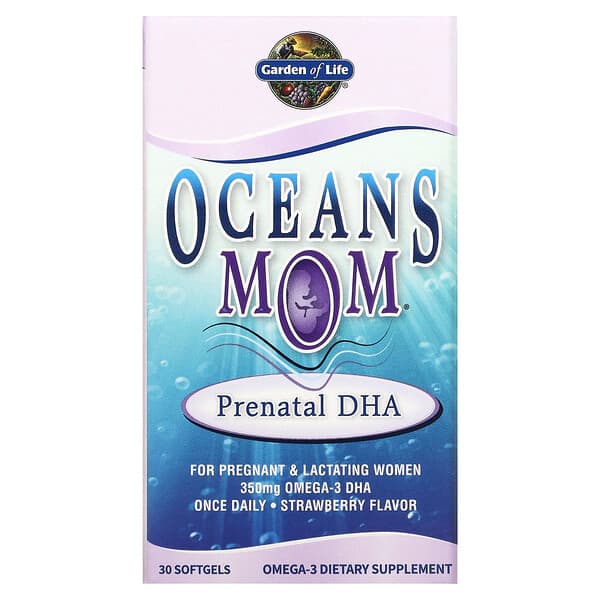 Garden of Life®
OCEANS
MOM®
Prenatal DHA
FOR PREGNANT & LACTATING WOMEN
350mg OMEGA-3 DHA
ONCE DAILY • STRAWBERRY FLAVOR
30 SOFTGELS OMEGA-3 DIETARY SUPPLEMENT